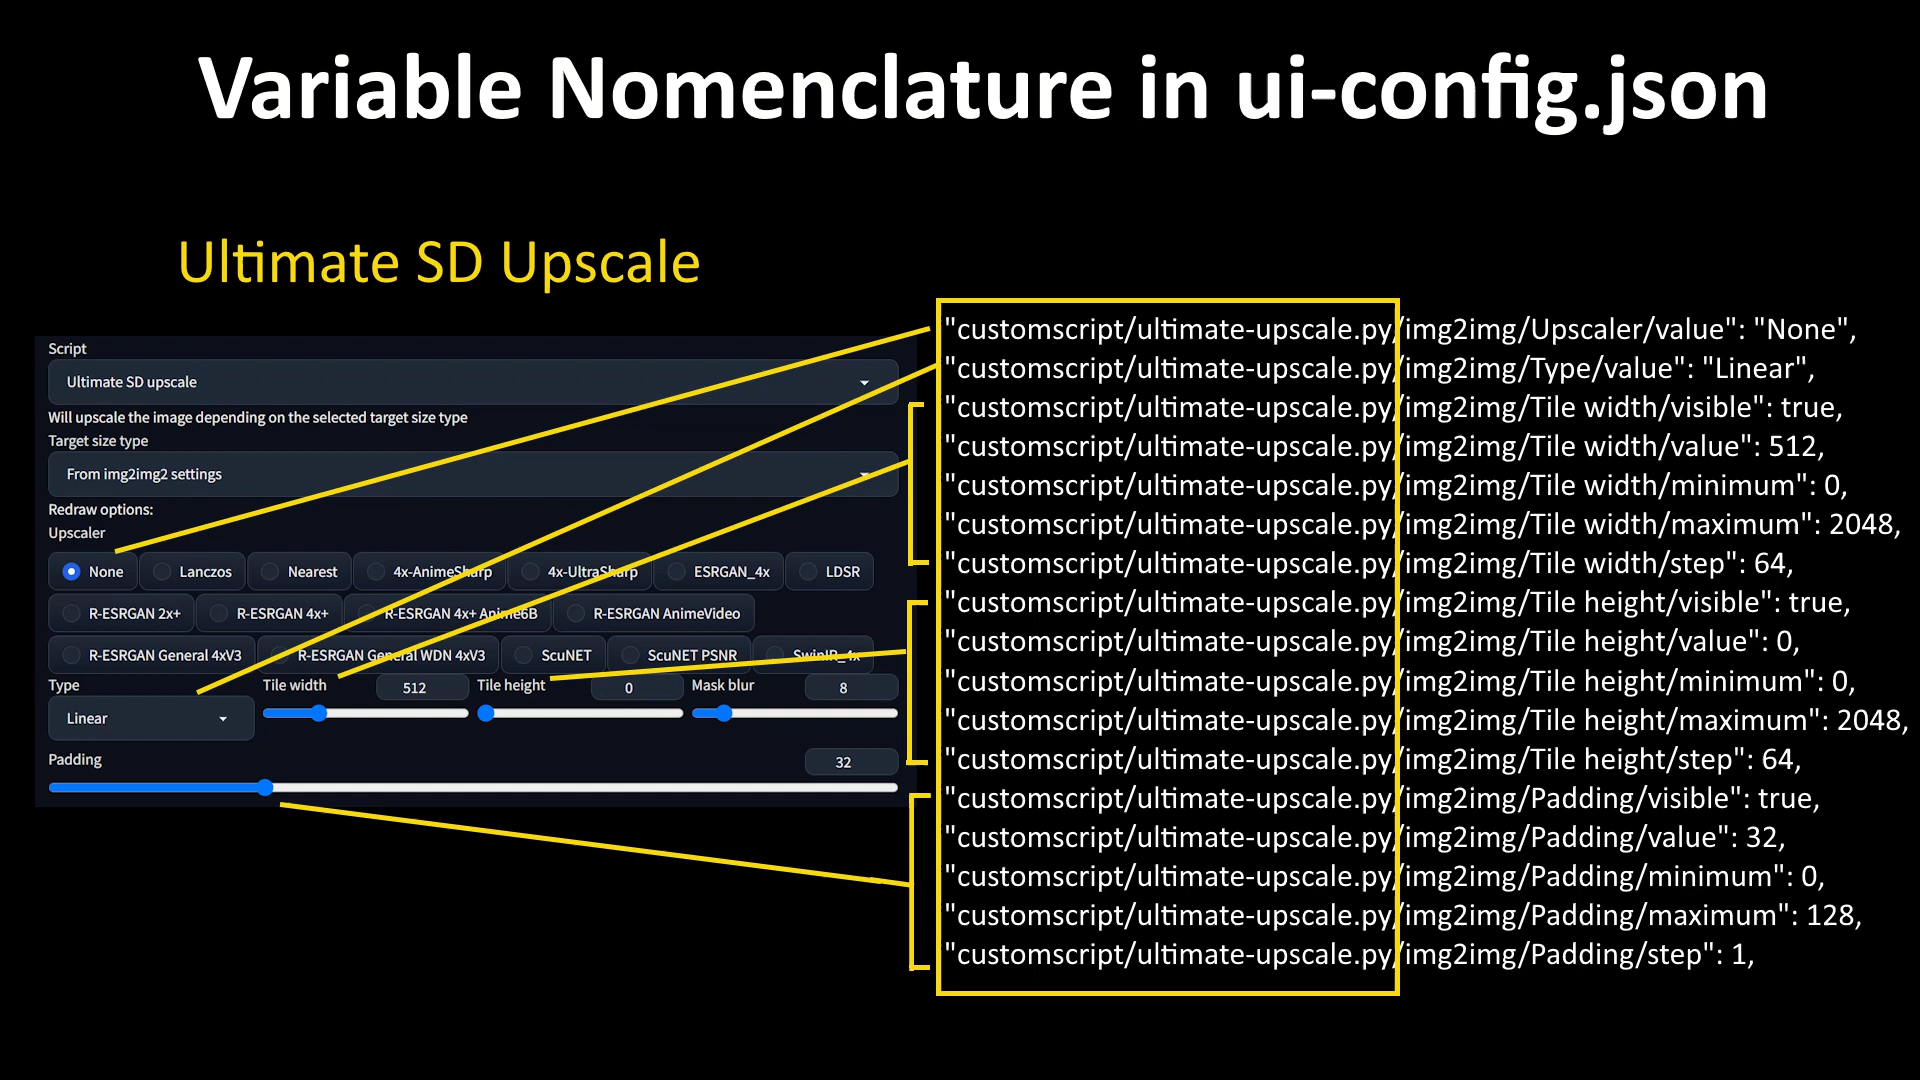 Variable Nomenclature in ui-config.json
Ultimate SD Upscale
Script
Ultimate SD upscale
Will upscale the image depending on the selected target size type
Target size type
From img2img2 settings
Redraw options:
Upscaler
None Lanczos Nearest 4x-AnimeSharp 4x-UltraSharp ESRGAN_4x LDSR
R-ESRGAN 2x+ R-ESRGAN 4x+ R-ESRGAN 4x+ Anime6B R-ESRGAN AnimeVideo
R-ESRGAN General 4xV3 R-ESRGAN General WDN 4xV3 ScuNET ScuNET PSNR SwinIR_4x
Type Tile width 512 Tile height 0 Mask blur 8
Linear
Padding 32
"customscript/ultimate-upscale.py/img2img/Upscaler/value": "None",
"customscript/ultimate-upscale.py/img2img/Type/value": "Linear",
"customscript/ultimate-upscale.py/img2img/Tile width/visible": true,
"customscript/ultimate-upscale.py/img2img/Tile width/value": 512,
"customscript/ultimate-upscale.py/img2img/Tile width/minimum": 0,
"customscript/ultimate-upscale.py/img2img/Tile width/maximum": 2048,
"customscript/ultimate-upscale.py/img2img/Tile width/step": 64,
"customscript/ultimate-upscale.py/img2img/Tile height/visible": true,
"customscript/ultimate-upscale.py/img2img/Tile height/value": 0,
"customscript/ultimate-upscale.py/img2img/Tile height/minimum": 0,
"customscript/ultimate-upscale.py/img2img/Tile height/maximum": 2048,
"customscript/ultimate-upscale.py/img2img/Tile height/step": 64,
"customscript/ultimate-upscale.py/img2img/Padding/visible": true,
"customscript/ultimate-upscale.py/img2img/Padding/value": 32,
"customscript/ultimate-upscale.py/img2img/Padding/minimum": 0,
"customscript/ultimate-upscale.py/img2img/Padding/maximum": 128,
"customscript/ultimate-upscale.py/img2img/Padding/step": 1,